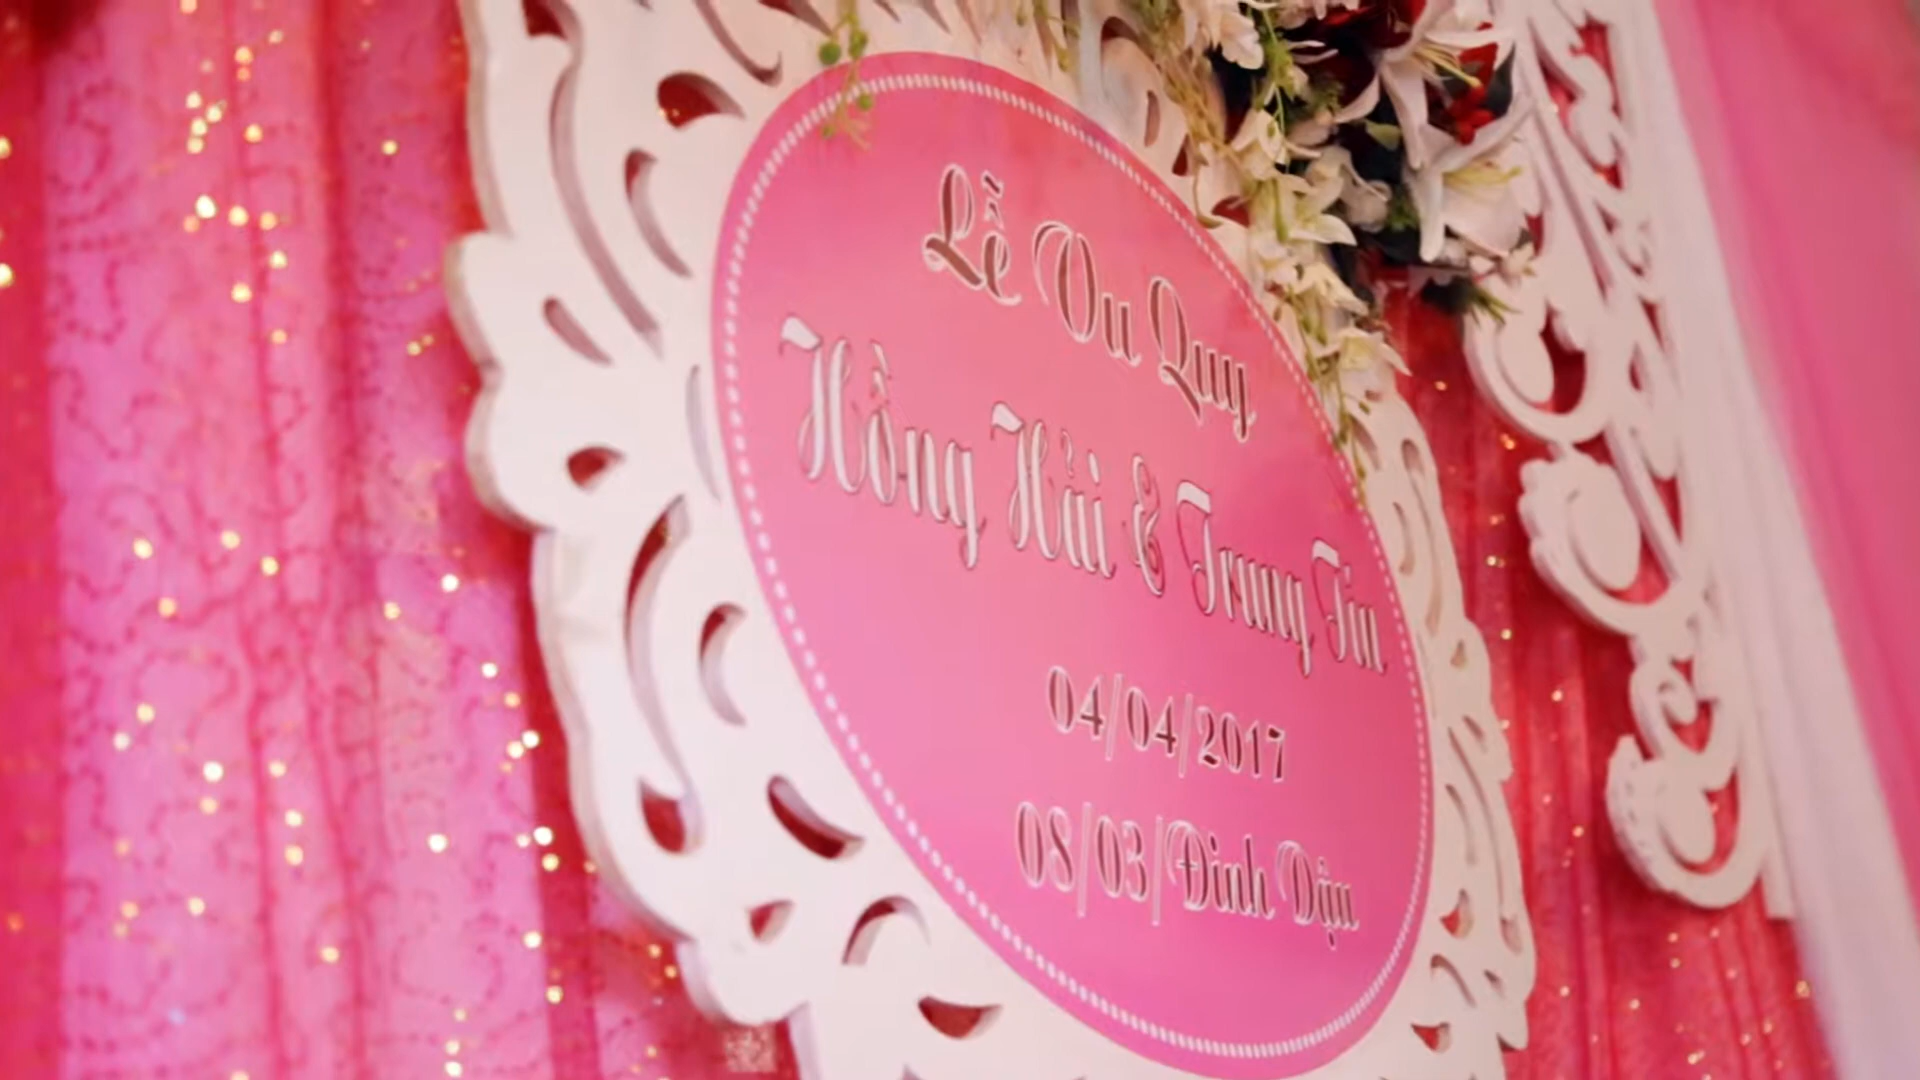 Lễ Vu Quy
Hồng Hải & Trung Tín
04/04/2017
08/03/Đinh Dậu